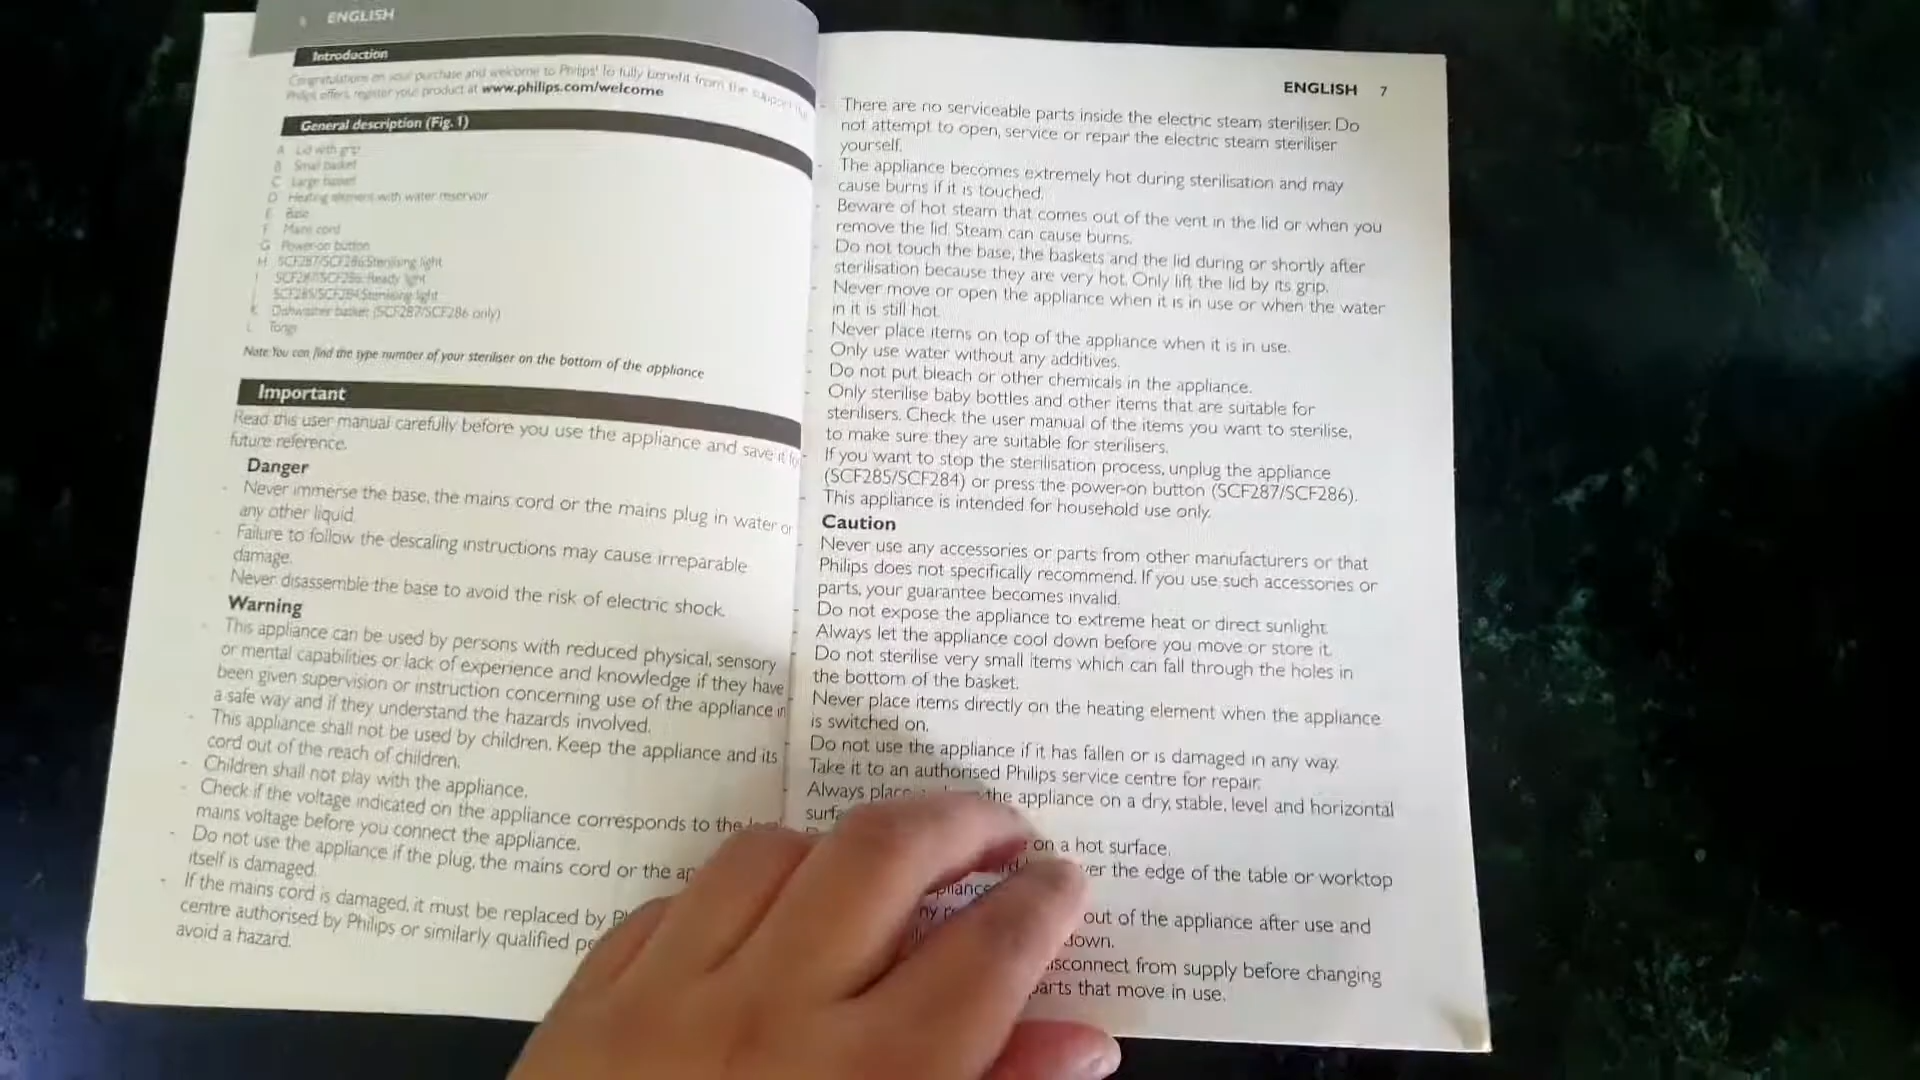 ENGLISH
Introduction
Congratulations on your purchase and welcome to Philips! To fully benefit from the support
Philips offers, register your product at www.philips.com/welcome
General description (Fig. 1)
A Lid with grip
B Small basket
C Large basket
D Heating element with water reservoir
E Base
F Mains cord
G Power-on button
H SCF287/SCF286: Sterilising light
I SCF287/SCF286: Ready light
J SCF285/SCF284: Sterilising light
K Dishwasher basket (SCF287/SCF286 only)
L Tongs
Note: You can find the type number of your steriliser on the bottom of the appliance
Important
Read this user manual carefully before you use the appliance and save it for
future reference.
Danger
- Never immerse the base, the mains cord or the mains plug in water or
any other liquid.
- Failure to follow the descaling instructions may cause irreparable
damage.
- Never disassemble the base to avoid the risk of electric shock.
Warning
- This appliance can be used by persons with reduced physical, sensory
or mental capabilities or lack of experience and knowledge if they have
been given supervision or instruction concerning use of the appliance in
a safe way and if they understand the hazards involved.
- This appliance shall not be used by children. Keep the appliance and its
cord out of the reach of children.
- Children shall not play with the appliance.
- Check if the voltage indicated on the appliance corresponds to the local
mains voltage before you connect the appliance.
- Do not use the appliance if the plug, the mains cord or the ap
itself is damaged.
- If the mains cord is damaged, it must be replaced by
centre authorised by Philips or similarly qualified pe
avoid a hazard.
ENGLISH 7
- There are no serviceable parts inside the electric steam steriliser. Do
not attempt to open, service or repair the electric steam steriliser
yourself.
- The appliance becomes extremely hot during sterilisation and may
cause burns if it is touched.
- Beware of hot steam that comes out of the vent in the lid or when you
remove the lid. Steam can cause burns.
- Do not touch the base, the baskets and the lid during or shortly after
sterilisation because they are very hot. Only lift the lid by its grip.
- Never move or open the appliance when it is in use or when the water
in it is still hot.
- Never place items on top of the appliance when it is in use.
- Only use water without any additives.
- Do not put bleach or other chemicals in the appliance.
- Only sterilise baby bottles and other items that are suitable for
sterilisers. Check the user manual of the items you want to sterilise,
to make sure they are suitable for sterilisers.
- If you want to stop the sterilisation process, unplug the appliance
(SCF285/SCF284) or press the power-on button (SCF287/SCF286).
- This appliance is intended for household use only.
Caution
- Never use any accessories or parts from other manufacturers or that
Philips does not specifically recommend. If you use such accessories or
parts, your guarantee becomes invalid.
- Do not expose the appliance to extreme heat or direct sunlight.
- Always let the appliance cool down before you move or store it.
- Do not sterilise very small items which can fall through the holes in
the bottom of the basket.
- Never place items directly on the heating element when the appliance
is switched on.
- Do not use the appliance if it has fallen or is damaged in any way.
Take it to an authorised Philips service centre for repair.
- Always place the appliance on a dry, stable, level and horizontal
surfa
on a hot surface.
ver the edge of the table or worktop
out of the appliance after use and
down.
isconnect from supply before changing
parts that move in use.